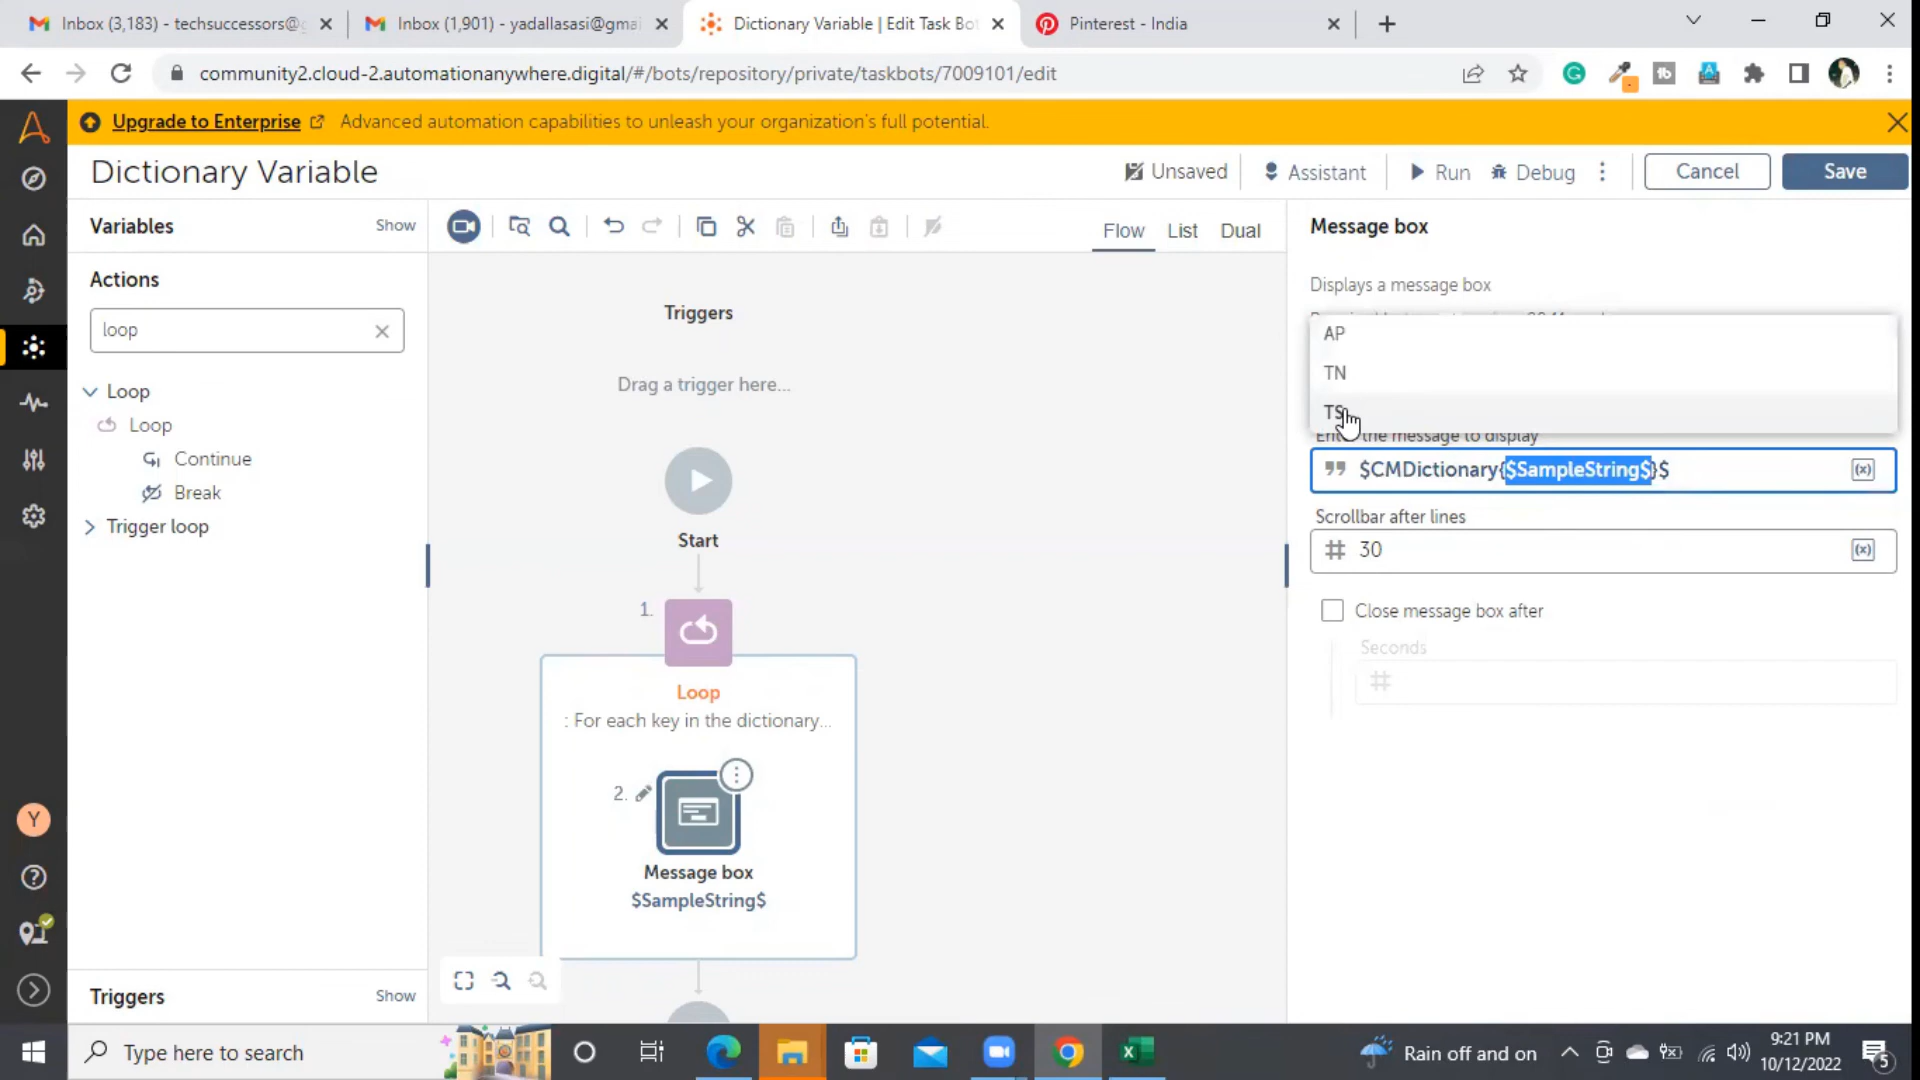 Inbox (3,183) - techsuccessors@g
Inbox (1,901) - yadallasasi@gmai
Dictionary Variable | Edit Task Bot
Pinterest - India
community2.cloud-2.automationanywhere.digital/#/bots/repository/private/taskbots/7009101/edit
Upgrade to Enterprise
Advanced automation capabilities to unleash your organization's full potential.
Dictionary Variable
Unsaved
Assistant
Run
Debug
Cancel
Save
Variables
Show
Actions
loop
Loop
Loop
Continue
Break
Trigger loop
Triggers
Show
Flow
List
Dual
Triggers
Drag a trigger here...
Start
1.
Loop
: For each key in the dictionary...
2.
Message box
$SampleString$
Message box
Displays a message box
AP
TN
TS
Enter the message to display
$CMDictionary{$SampleString$}$
(x)
Scrollbar after lines
30
(x)
Close message box after
Seconds
Y
Type here to search
Rain off and on
9:21 PM
10/12/2022
5